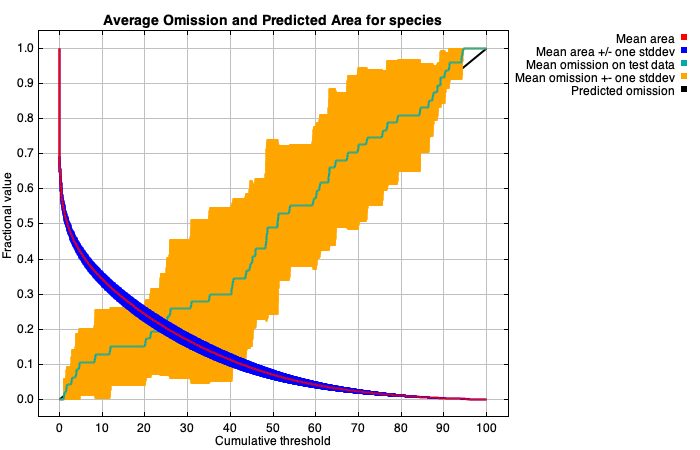 Average Omission and Predicted Area for species
Mean area
Mean area +/- one stddev
Mean omission on test data
Mean omission +- one stddev
Predicted omission
Fractional value
1.0
0.9
0.8
0.7
0.6
0.5
0.4
0.3
0.2
0.1
0.0
0 10 20 30 40 50 60 70 80 90 100
Cumulative threshold